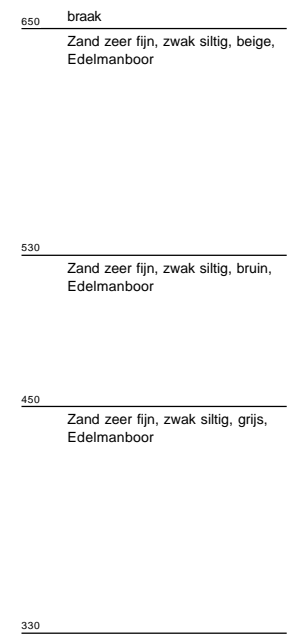 650 braak
Zand zeer fijn, zwak siltig, beige,
Edelmanboor
530
Zand zeer fijn, zwak siltig, bruin,
Edelmanboor
450
Zand zeer fijn, zwak siltig, grijs,
Edelmanboor
330